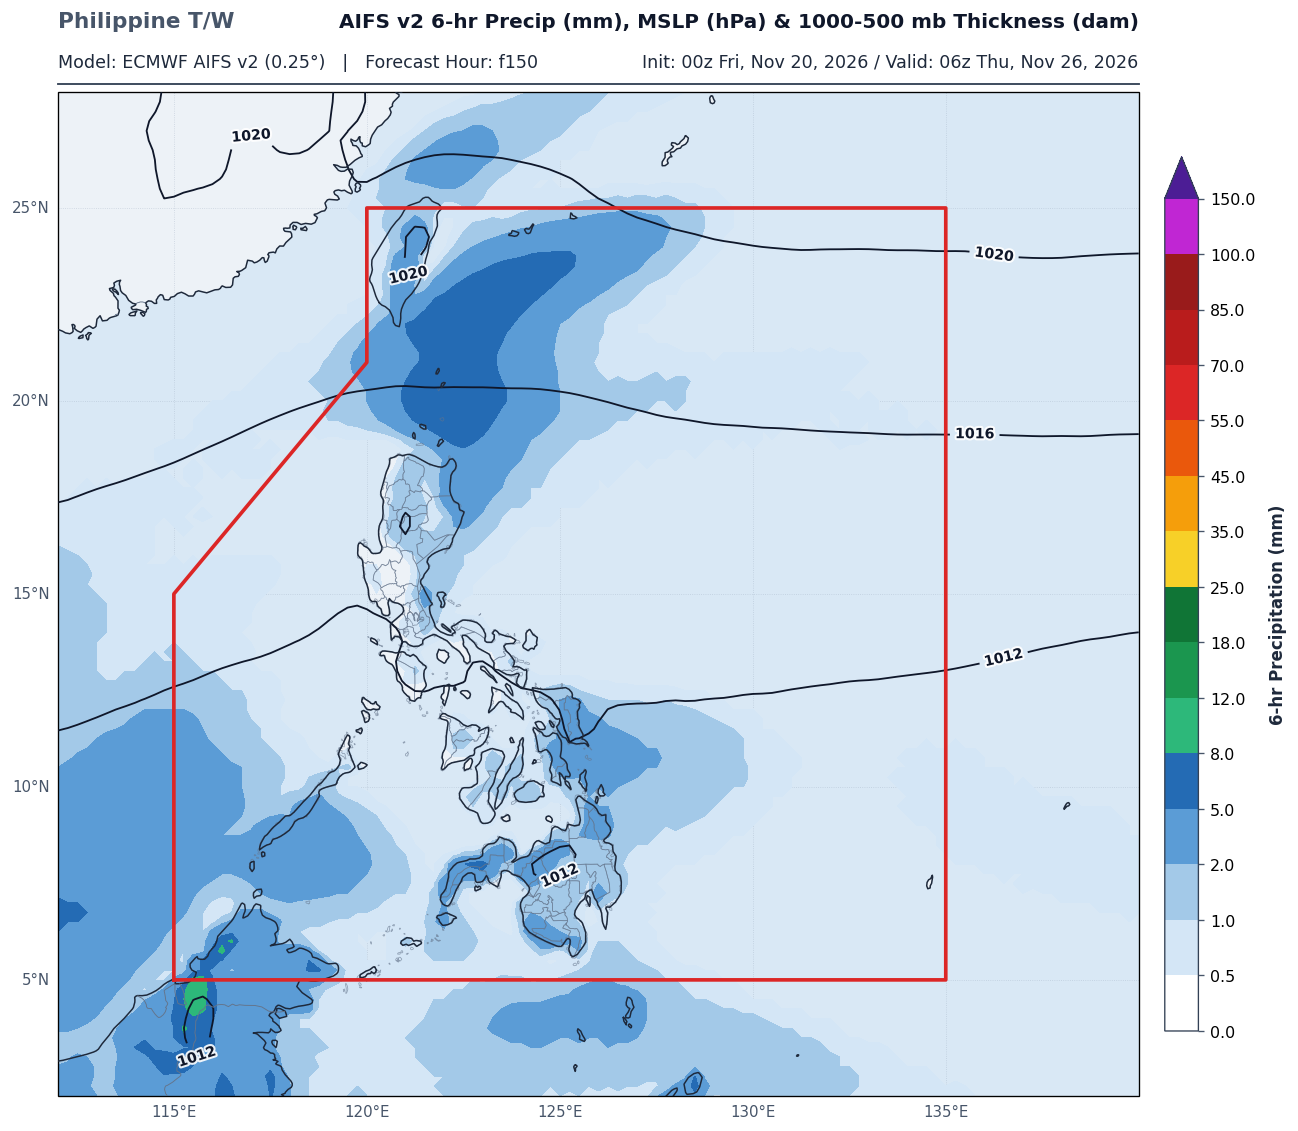 Philippine T/W
AIFS v2 6-hr Precip (mm), MSLP (hPa) & 1000-500 mb Thickness (dam)
Model: ECMWF AIFS v2 (0.25°) | Forecast Hour: f150
Init: 00z Fri, Nov 20, 2026 / Valid: 06z Thu, Nov 26, 2026
1020
1020
1020
1016
1012
1012
1012
25°N
20°N
15°N
10°N
5°N
115°E
120°E
125°E
130°E
135°E
150.0
100.0
85.0
70.0
55.0
45.0
35.0
25.0
18.0
12.0
8.0
5.0
2.0
1.0
0.5
0.0
6-hr Precipitation (mm)